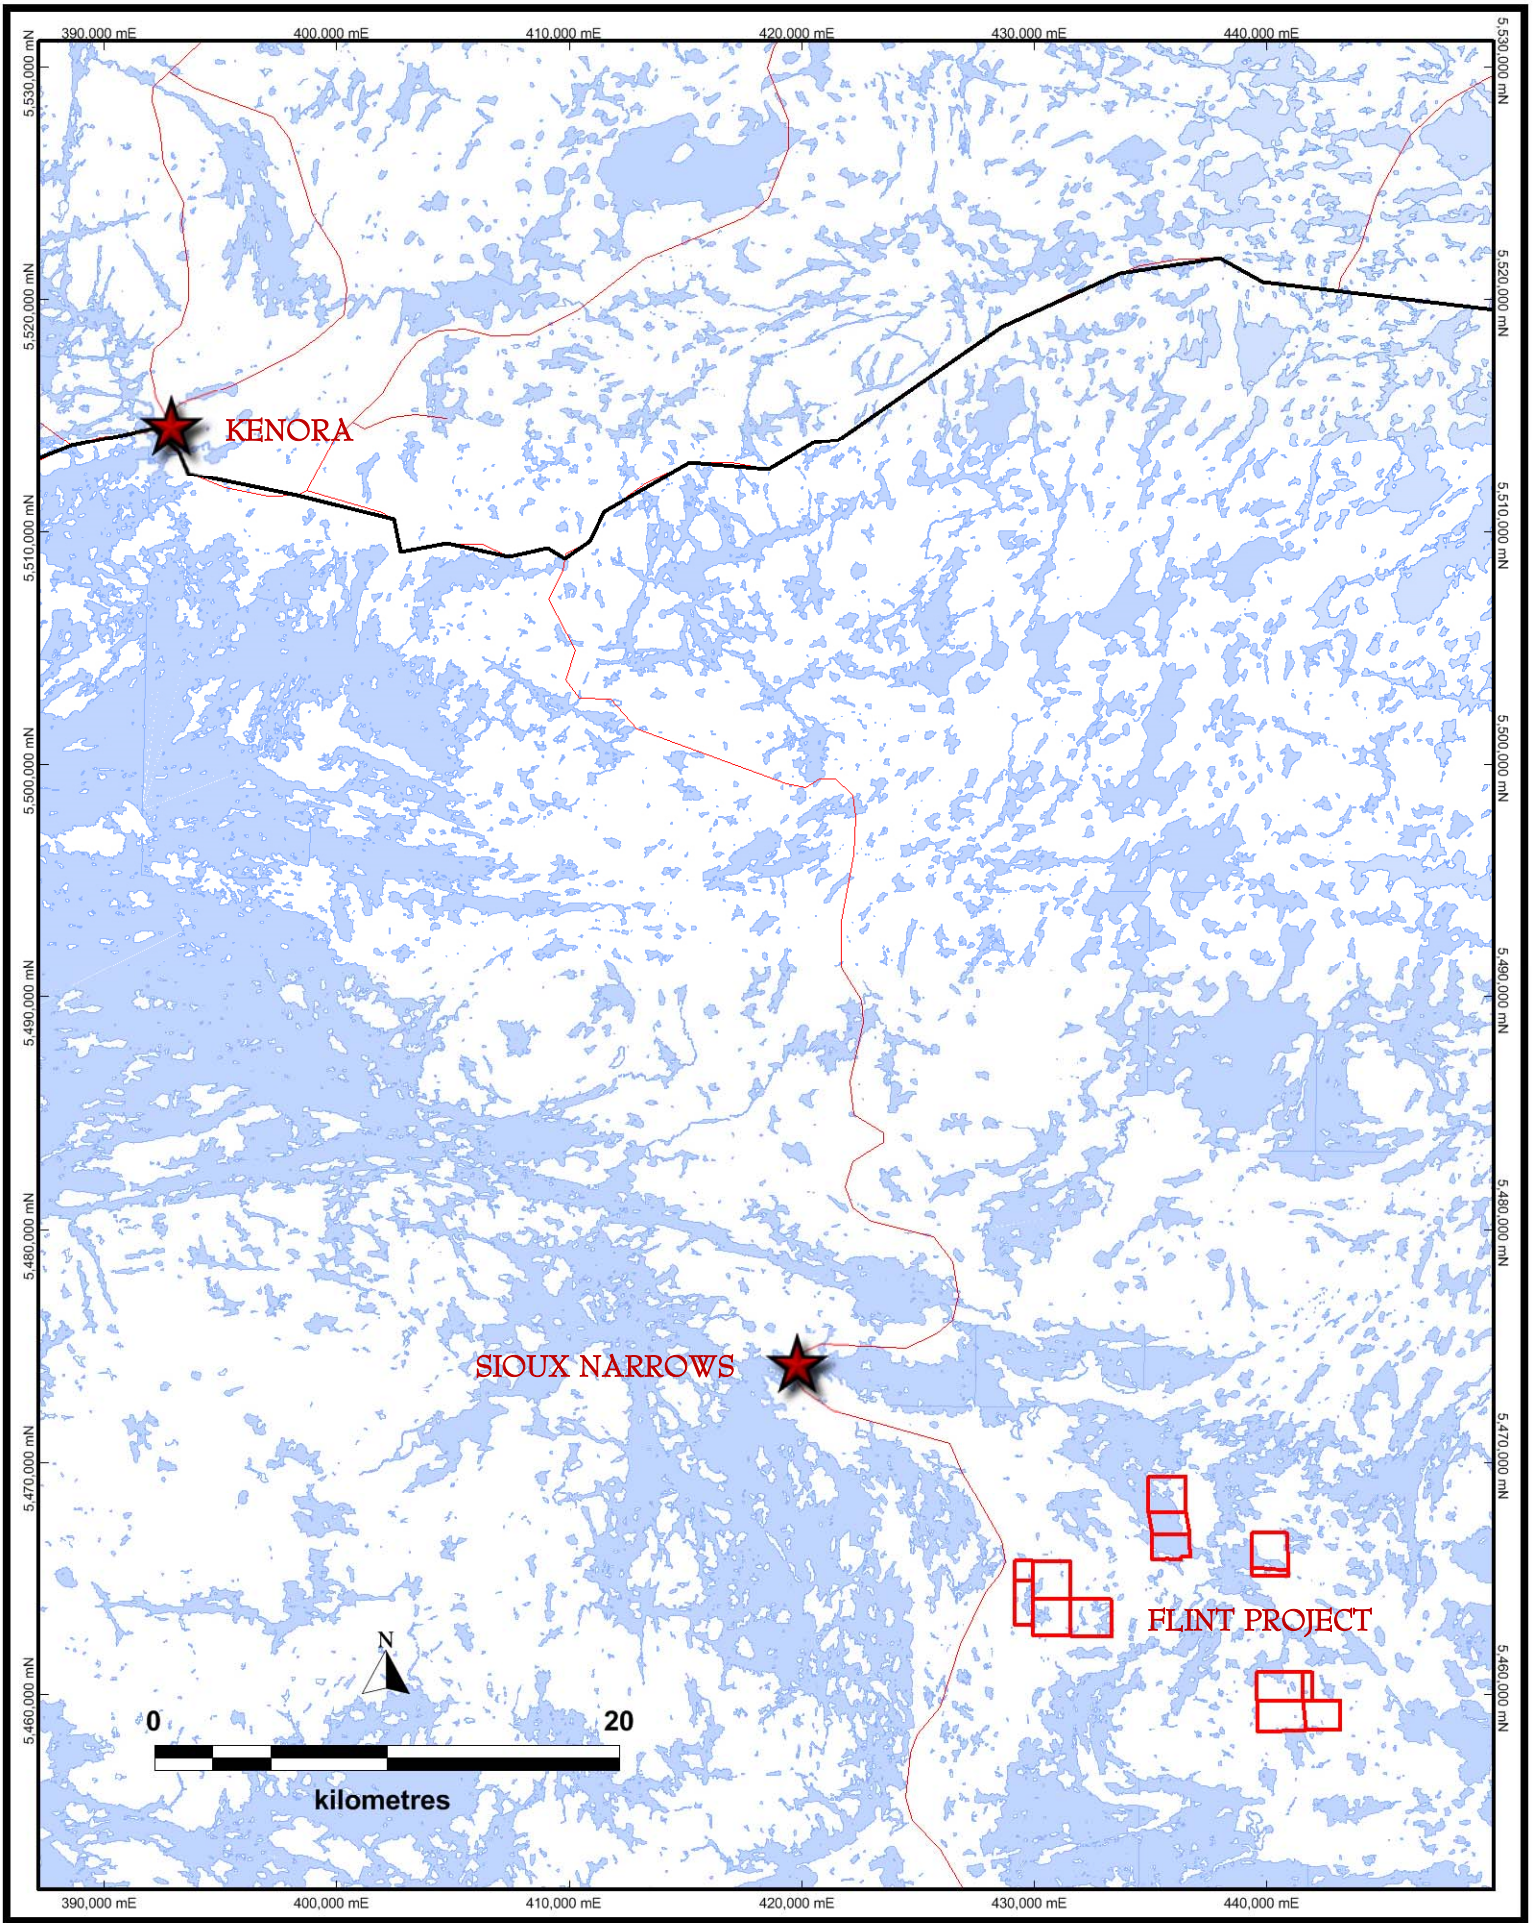 390,000 mE
400,000 mE
410,000 mE
420,000 mE
430,000 mE
440,000 mE
5,530,000 mN
5,530,000 mN
5,520,000 mN
5,520,000 mN
KENORA
5,510,000 mN
5,510,000 mN
5,500,000 mN
5,500,000 mN
5,490,000 mN
5,490,000 mN
5,480,000 mN
5,480,000 mN
SIOUX NARROWS
5,470,000 mN
5,470,000 mN
FLINT PROJECT
N
5,460,000 mN
5,460,000 mN
0 20
kilometres
390,000 mE
400,000 mE
410,000 mE
420,000 mE
430,000 mE
440,000 mE